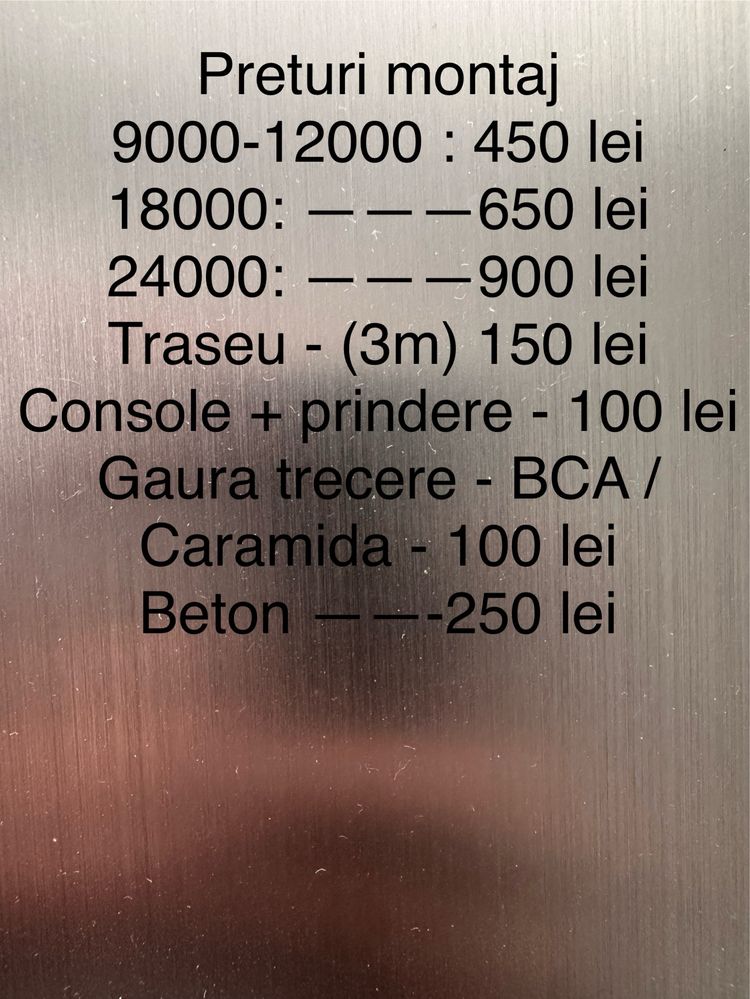 Preturi montaj
9000-12000 : 450 lei
18000: ———650 lei
24000: ———900 lei
Traseu - (3m) 150 lei
Console + prindere - 100 lei
Gaura trecere - BCA /
Caramida - 100 lei
Beton ——-250 lei